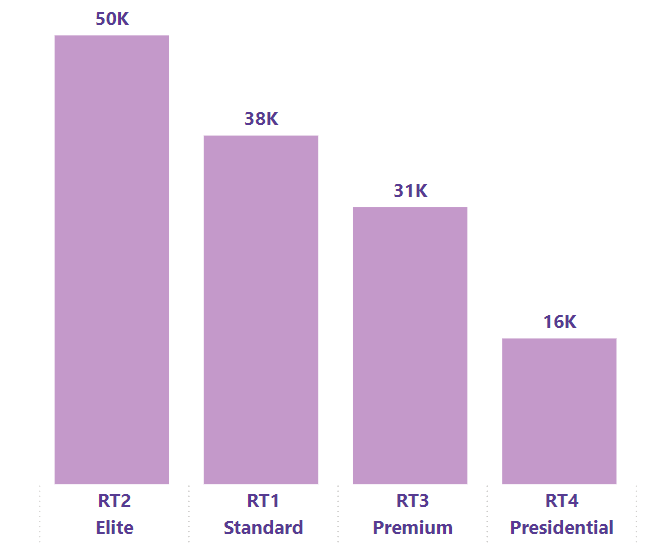 50K
38K
31K
16K
RT2 RT1 RT3 RT4
Elite Standard Premium Presidential